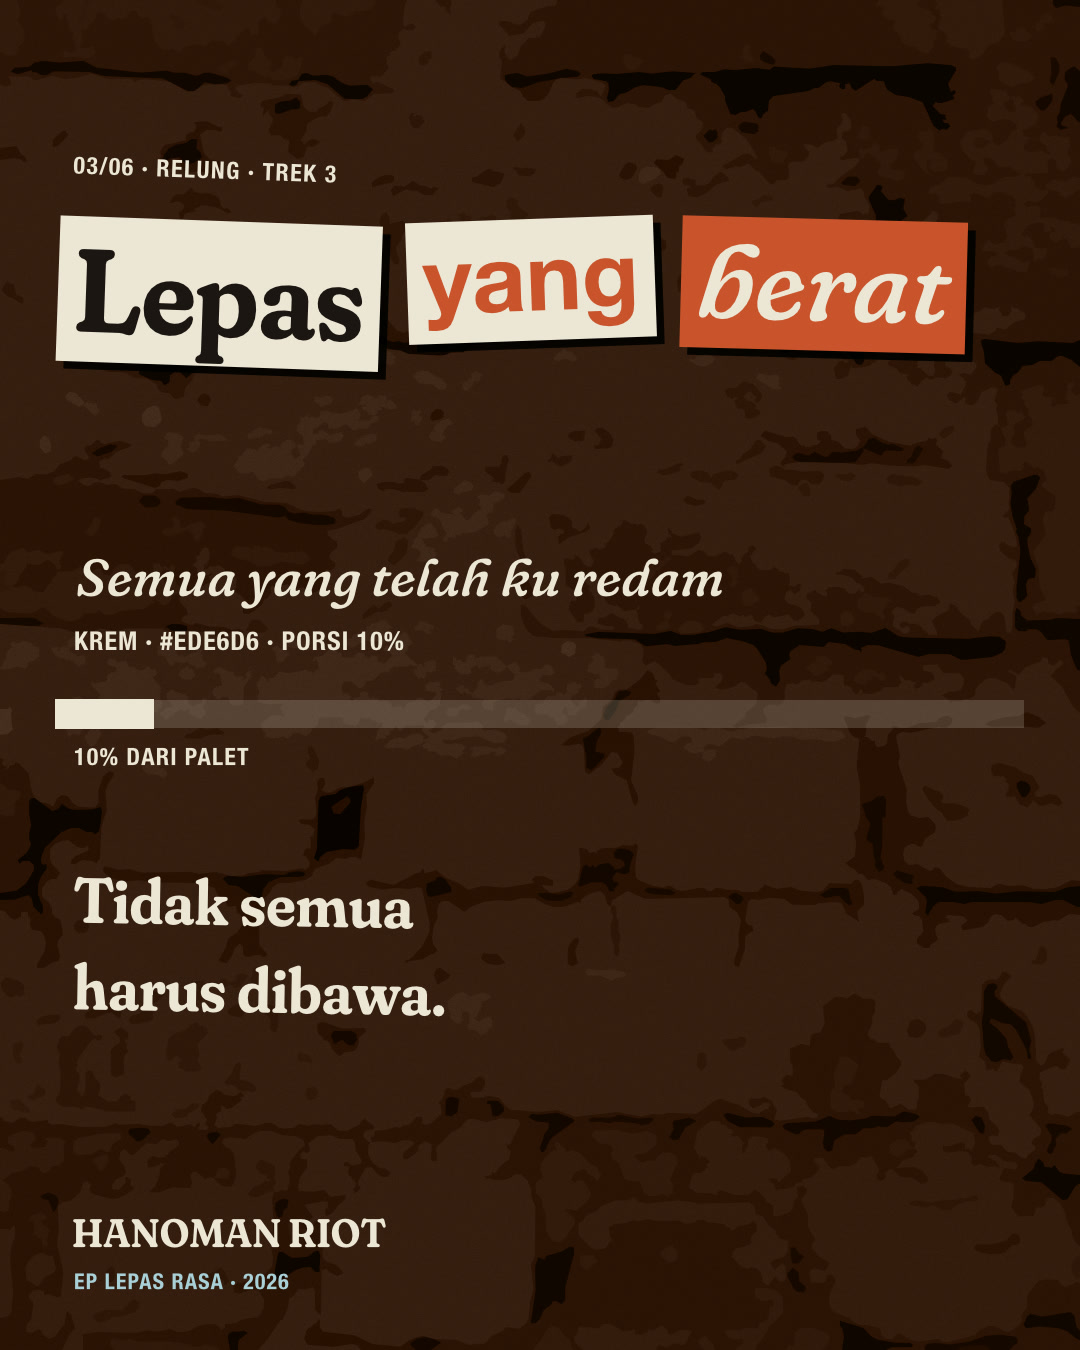 03/06 · RELUNG · TREK 3
Lepas yang berat
Semua yang telah ku redam
KREM · #EDE6D6 · PORSI 10%
10% DARI PALET
Tidak semua
harus dibawa.
HANOMAN RIOT
EP LEPAS RASA · 2026